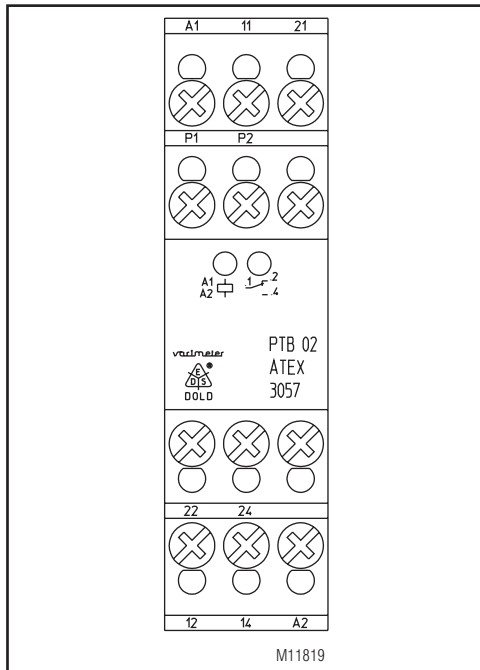 A1 11 21
P1 P2
A1 .1 .2
A2 .4
varimeter
PTB 02
ATEX
3057
E
D S
®
DOLD
22 24
12 14 A2
M11819